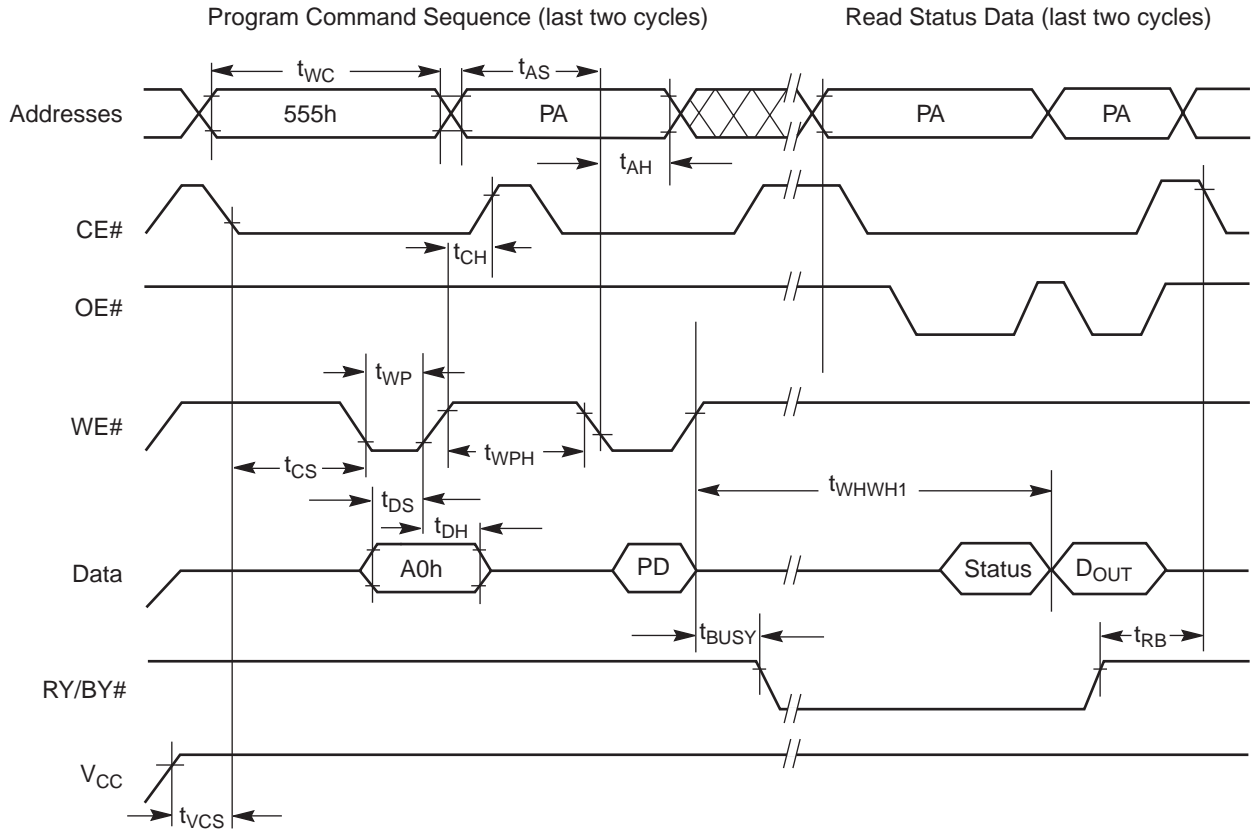 Program Command Sequence (last two cycles)
Read Status Data (last two cycles)
tWC
tAS
Addresses
555h
PA
PA
PA
tAH
CE#
tCH
OE#
tWP
WE#
tWPH
tCS
tWHWH1
tDS
tDH
Data
A0h
PD
Status
DOUT
tBUSY
tRB
RY/BY#
VCC
tVCS